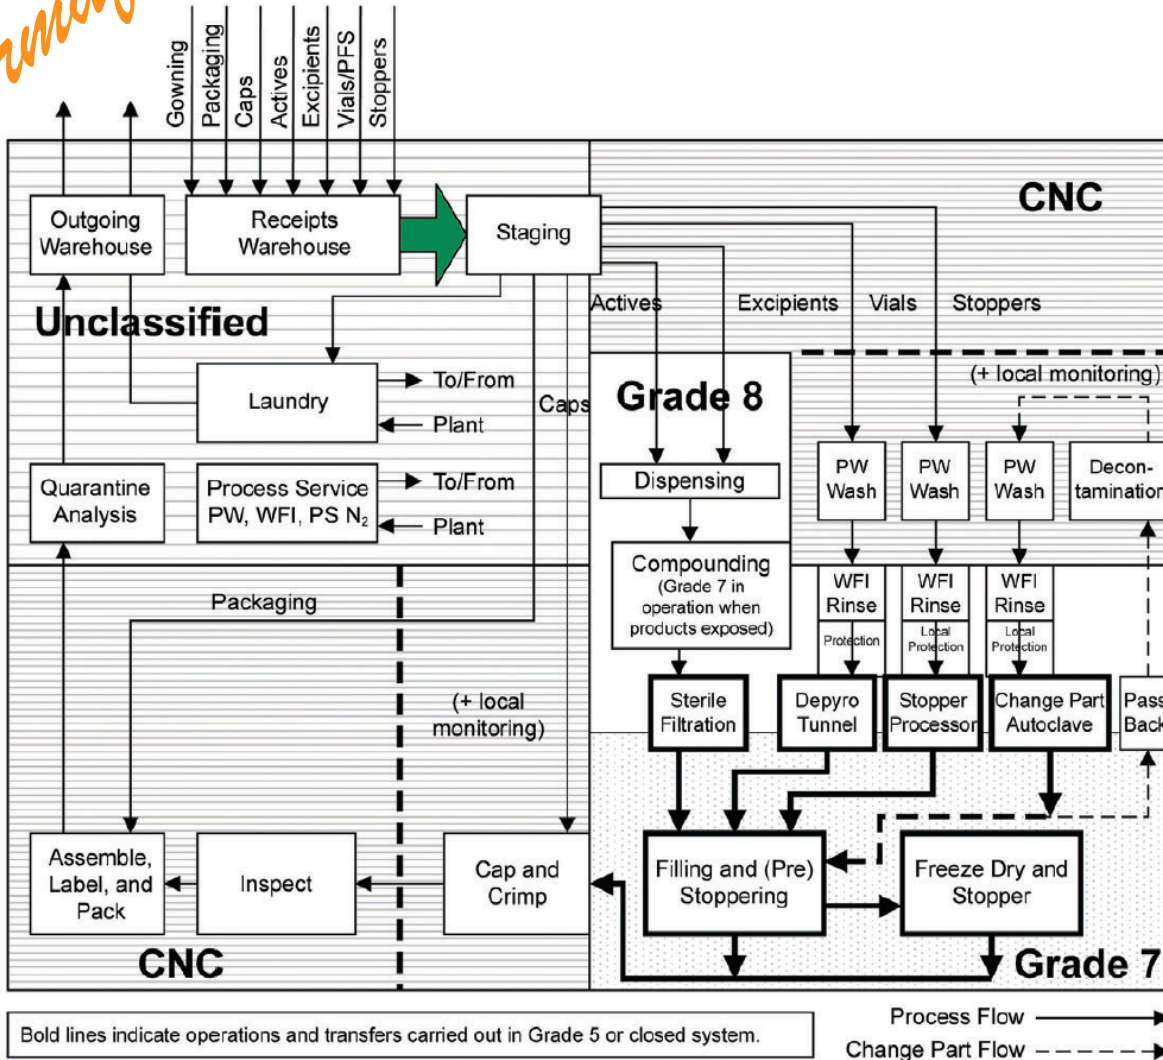 Gowning
Packaging
Caps
Actives
Excipients
Vials/PFS
Stoppers
Outgoing
Warehouse
Receipts
Warehouse
Staging
CNC
Unclassified
Actives
Excipients
Vials
Stoppers
Laundry
To/From
Plant
Caps
Grade 8
(+ local monitoring)
Quarantine
Analysis
Process Service
PW, WFI, PS N₂
To/From
Plant
Dispensing
PW
Wash
PW
Wash
PW
Wash
Decon-
tamination
Compounding
(Grade 7 in
operation when
products exposed)
WFI
Rinse
WFI
Rinse
WFI
Rinse
Protection
Local
Protection
Local
Protection
Packaging
(+ local
monitoring)
Sterile
Filtration
Depyro
Tunnel
Stopper
Processor
Change Part
Autoclave
Pass
Back
Assemble,
Label, and
Pack
Inspect
Cap and
Crimp
Filling and (Pre)
Stoppering
Freeze Dry and
Stopper
CNC
Grade 7
Bold lines indicate operations and transfers carried out in Grade 5 or closed system.
Process Flow
Change Part Flow